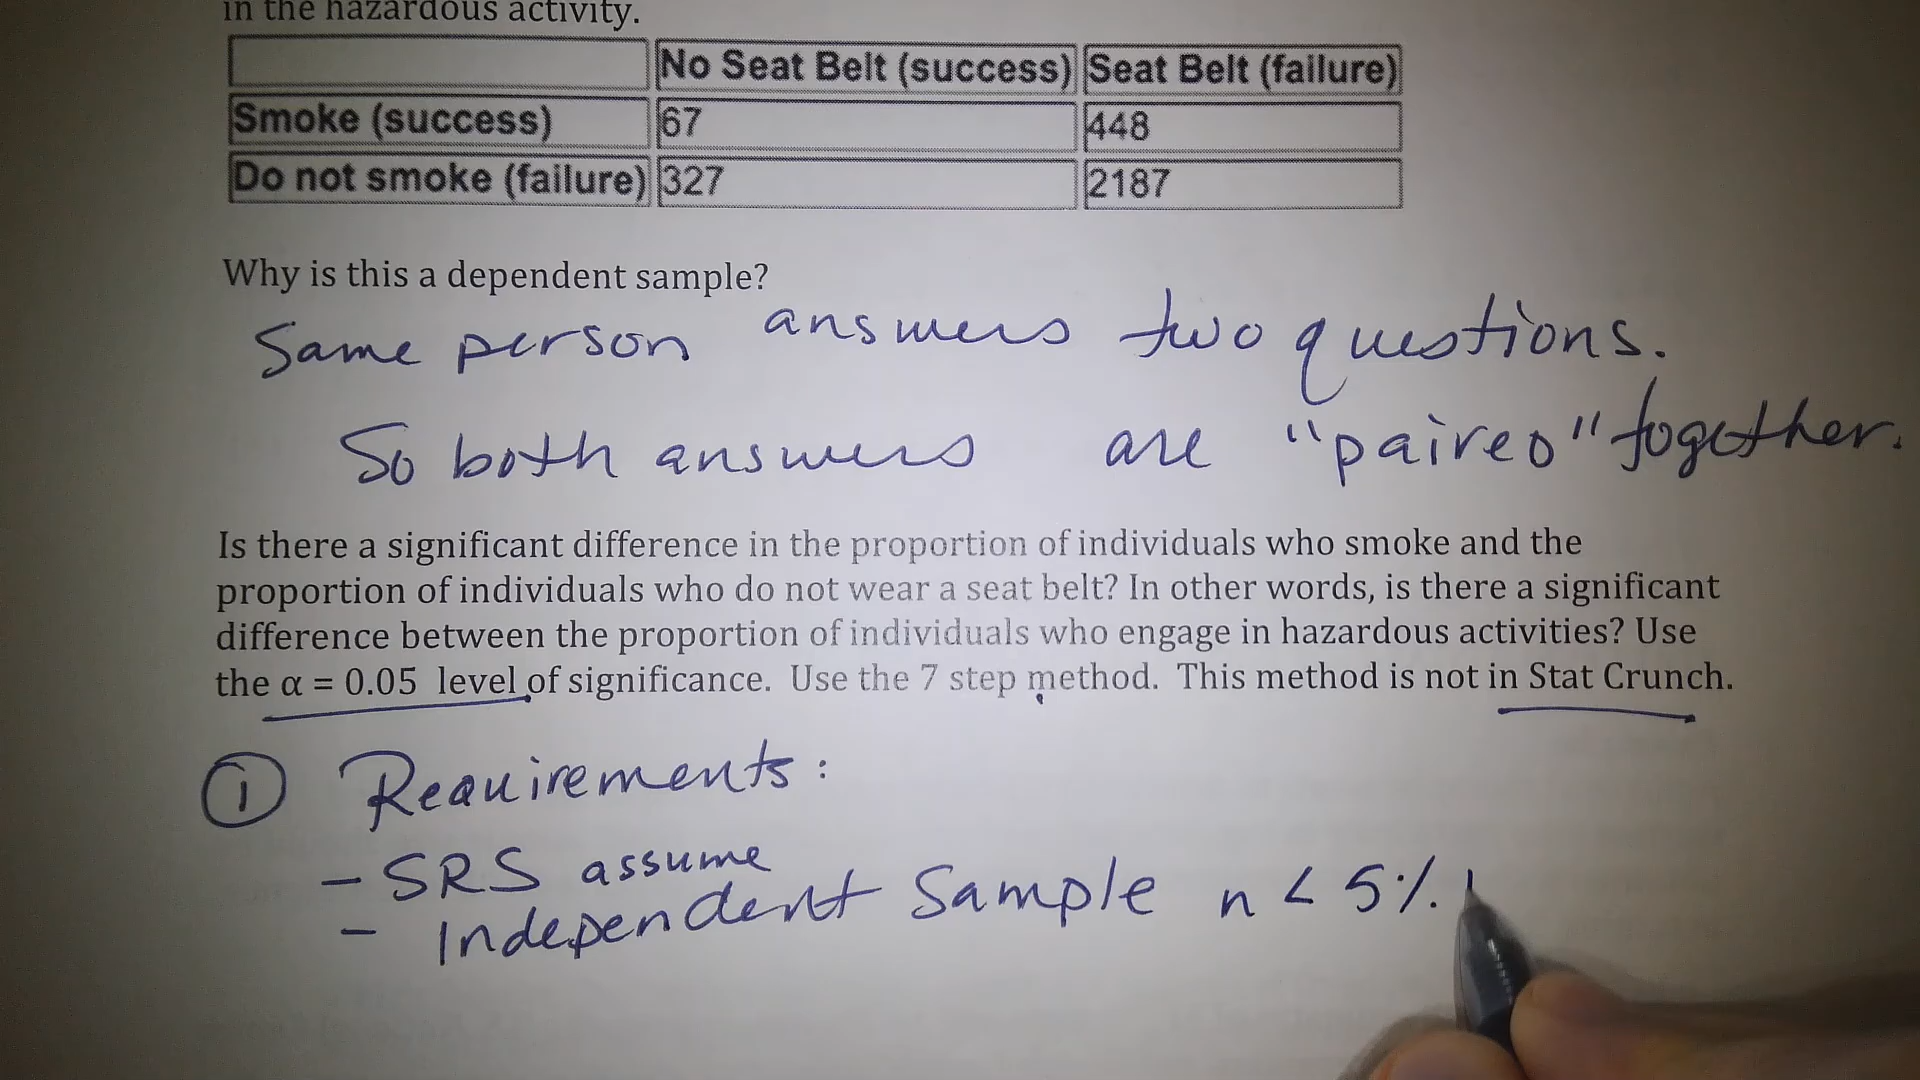 in the hazardous activity.
No Seat Belt (success) Seat Belt (failure)
Smoke (success) 67 448
Do not smoke (failure) 327 2187
Why is this a dependent sample?
Same person answers two questions.
So both answers are "paired" together.
Is there a significant difference in the proportion of individuals who smoke and the
proportion of individuals who do not wear a seat belt? In other words, is there a significant
difference between the proportion of individuals who engage in hazardous activities? Use
the α = 0.05 level of significance. Use the 7 step method. This method is not in Stat Crunch.
① Requirements:
- SRS assume
- Independent Sample n < 5%